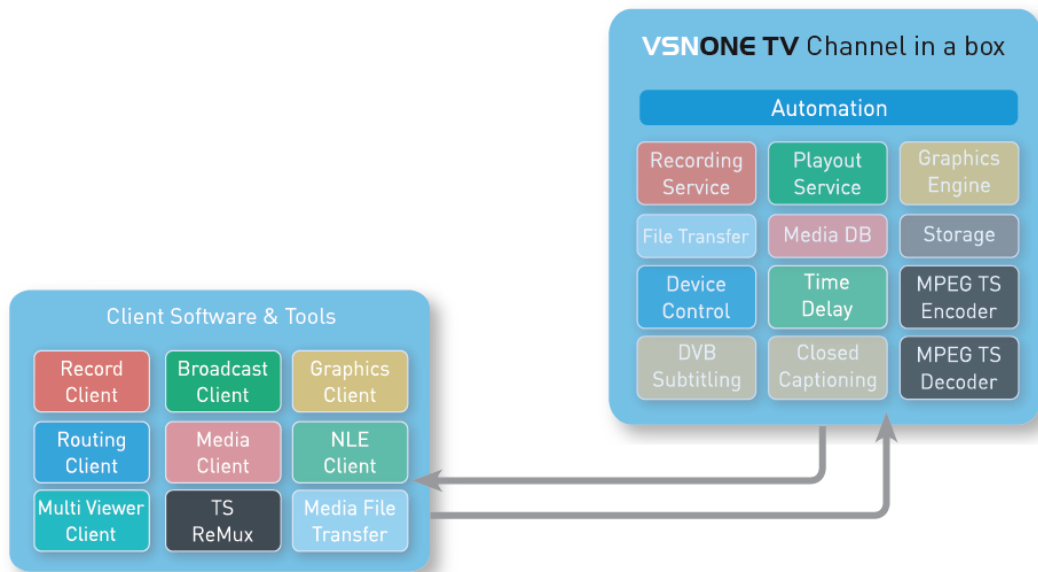 VSNONE TV Channel in a box
Automation
Recording
Service
Playout
Service
Graphics
Engine
File Transfer
Media DB
Storage
Device
Control
Time
Delay
MPEG TS
Encoder
DVB
Subtitling
Closed
Captioning
MPEG TS
Decoder
Client Software & Tools
Record
Client
Broadcast
Client
Graphics
Client
Routing
Client
Media
Client
NLE
Client
Multi Viewer
Client
TS
ReMux
Media File
Transfer